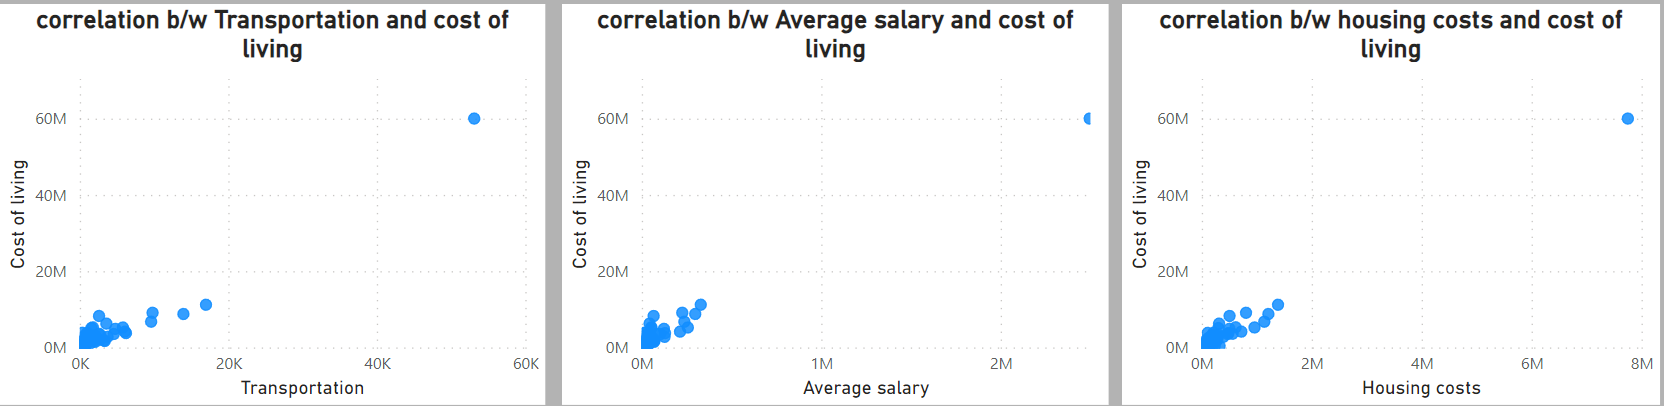 correlation b/w Transportation and cost of
living
60M
40M
20M
0M
0K
20K
40K
60K
Cost of living
Transportation
correlation b/w Average salary and cost of
living
60M
40M
20M
0M
0M
1M
2M
Cost of living
Average salary
correlation b/w housing costs and cost of
living
60M
40M
20M
0M
0M
2M
4M
6M
8M
Cost of living
Housing costs